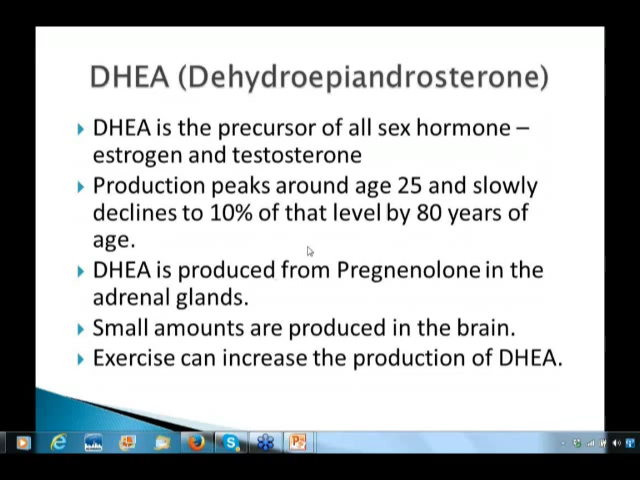 DHEA (Dehydroepiandrosterone)
DHEA is the precursor of all sex hormone –
estrogen and testosterone
Production peaks around age 25 and slowly
declines to 10% of that level by 80 years of
age.
DHEA is produced from Pregnenolone in the
adrenal glands.
Small amounts are produced in the brain.
Exercise can increase the production of DHEA.